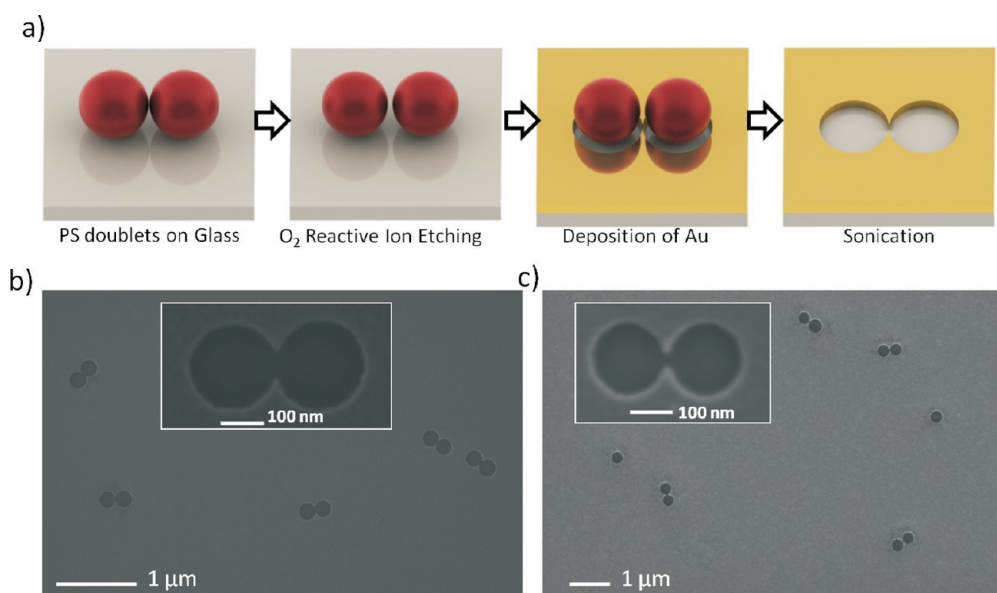 a)
PS doublets on Glass
O₂ Reactive Ion Etching
Deposition of Au
Sonication
b)
100 nm
1 μm
c)
100 nm
1 μm